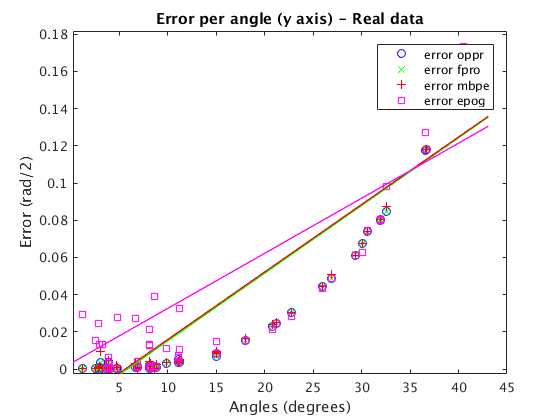 Error per angle (y axis) - Real data
0.18
0.16
0.14
0.12
0.1
0.08
0.06
0.04
0.02
0
Error (rad/2)
error oppr
error fpro
error mbpe
error epog
5 10 15 20 25 30 35 40 45
Angles (degrees)